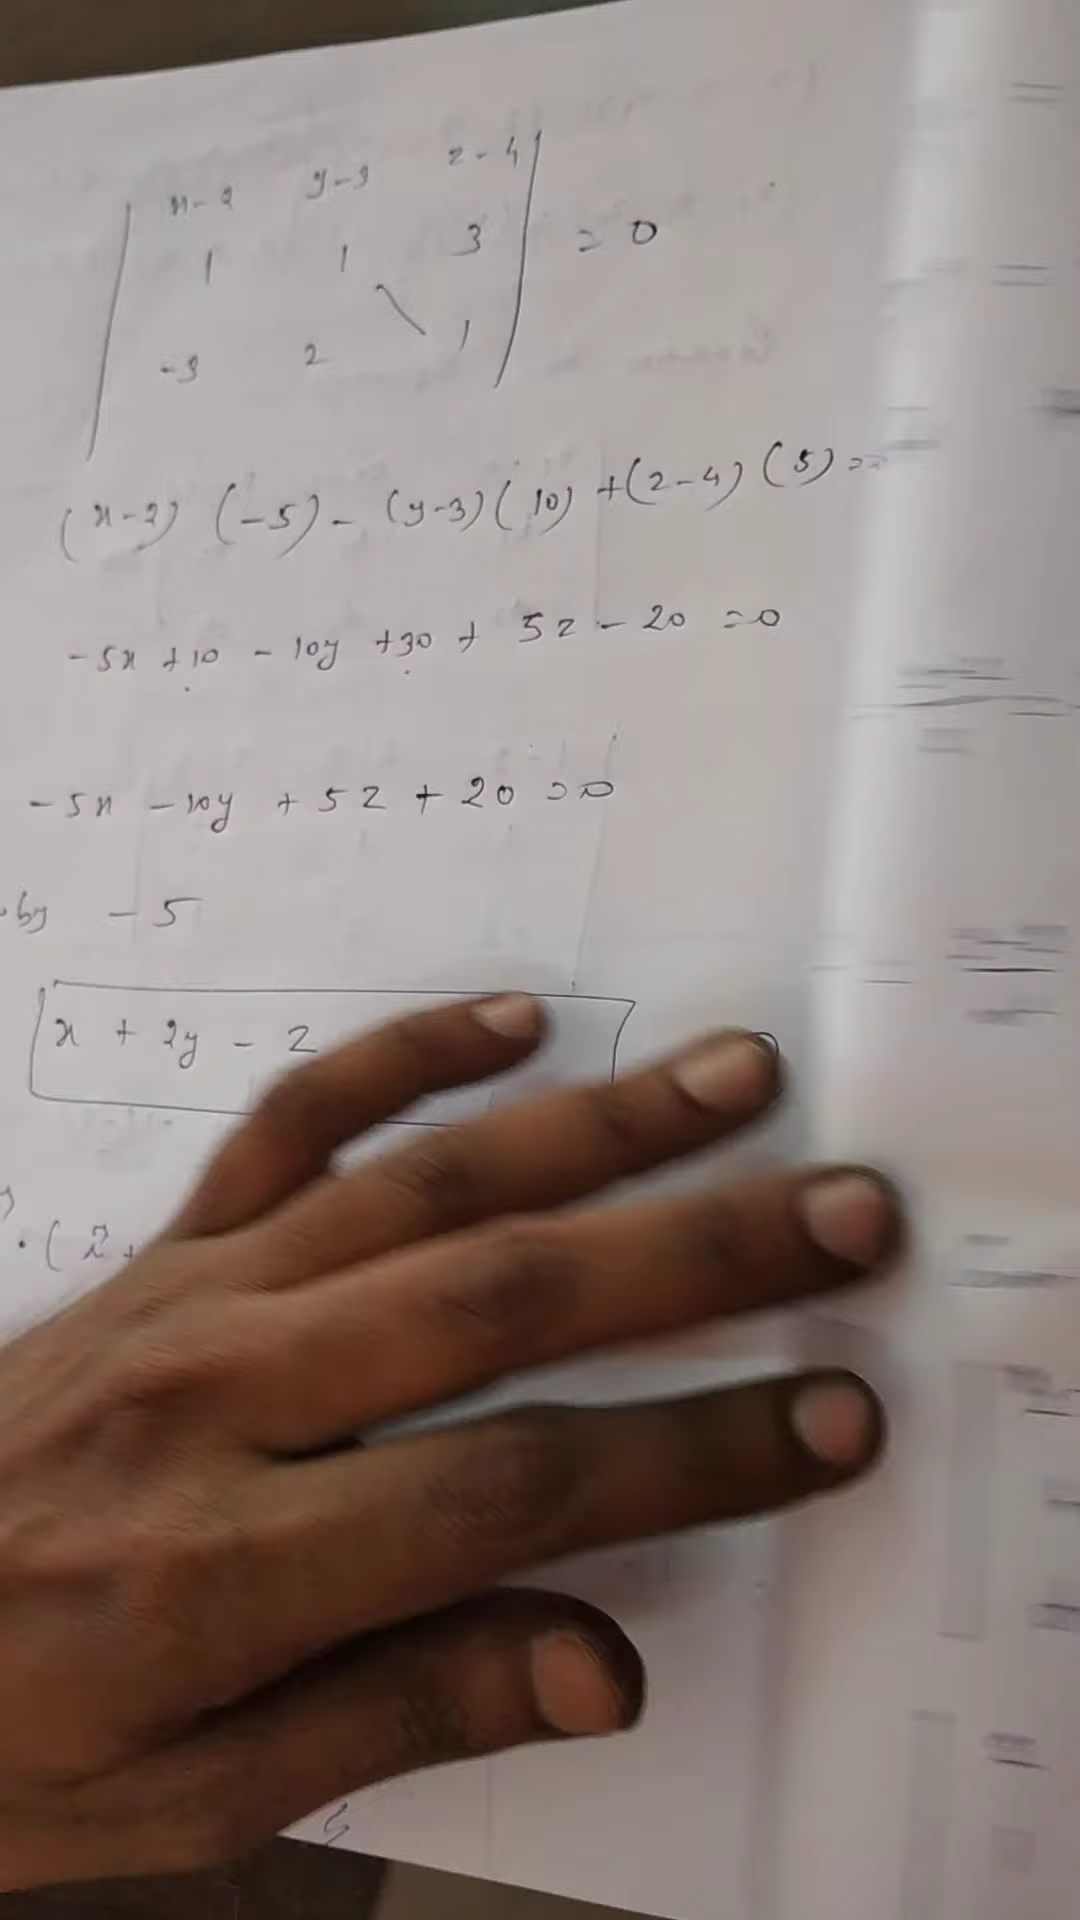 x-2 y-3 z-4
1 1 3 = 0
-3 2 1
(x-2) (-5) - (y-3) (10) + (z-4) (5) =
-5x + 10 - 10y + 30 + 5z - 20 = 0
-5x - 10y + 5z + 20 = 0
by - 5
x + 2y - z